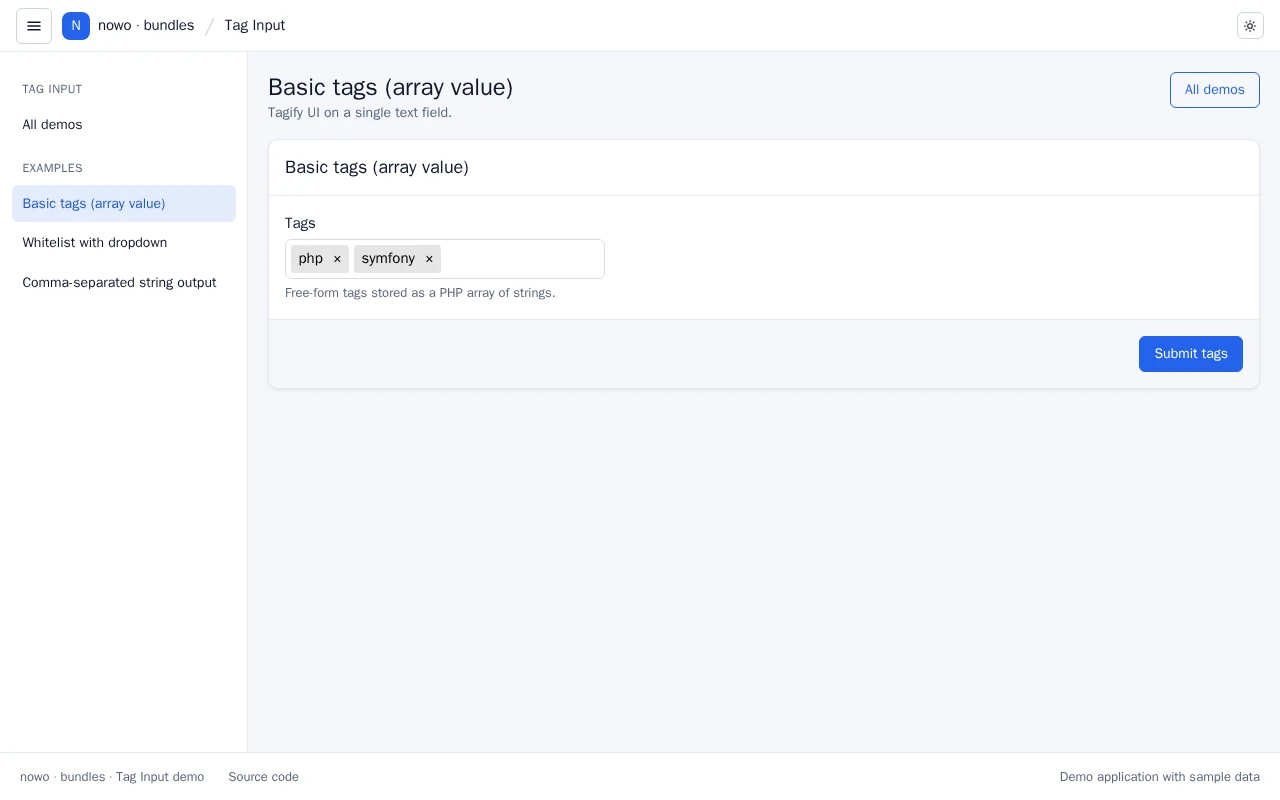 N nowo · bundles / Tag Input
TAG INPUT
All demos
EXAMPLES
Basic tags (array value)
Whitelist with dropdown
Comma-separated string output
Basic tags (array value)
Tagify UI on a single text field.
All demos
Basic tags (array value)
Tags
php × symfony ×
Free-form tags stored as a PHP array of strings.
Submit tags
nowo · bundles · Tag Input demo Source code Demo application with sample data